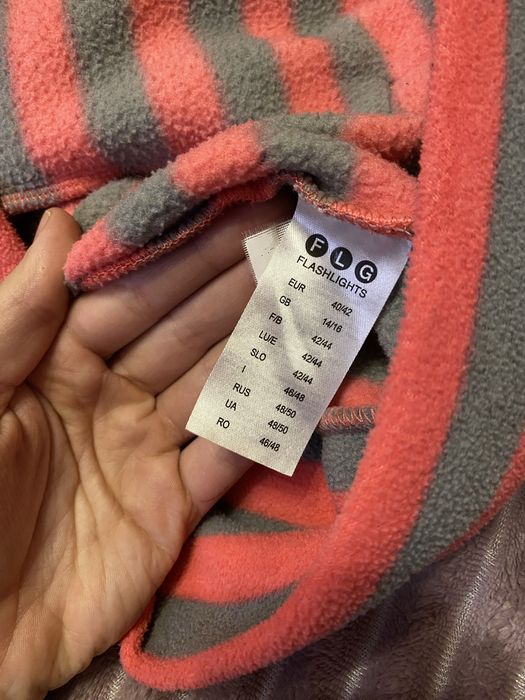 FLG
FLASHLIGHTS
EUR 40/42
GB 14/16
F/B 42/44
LU/E 42/44
SLO 42/44
I 46/48
RUS 48/50
UA 48/50
RO 46/48